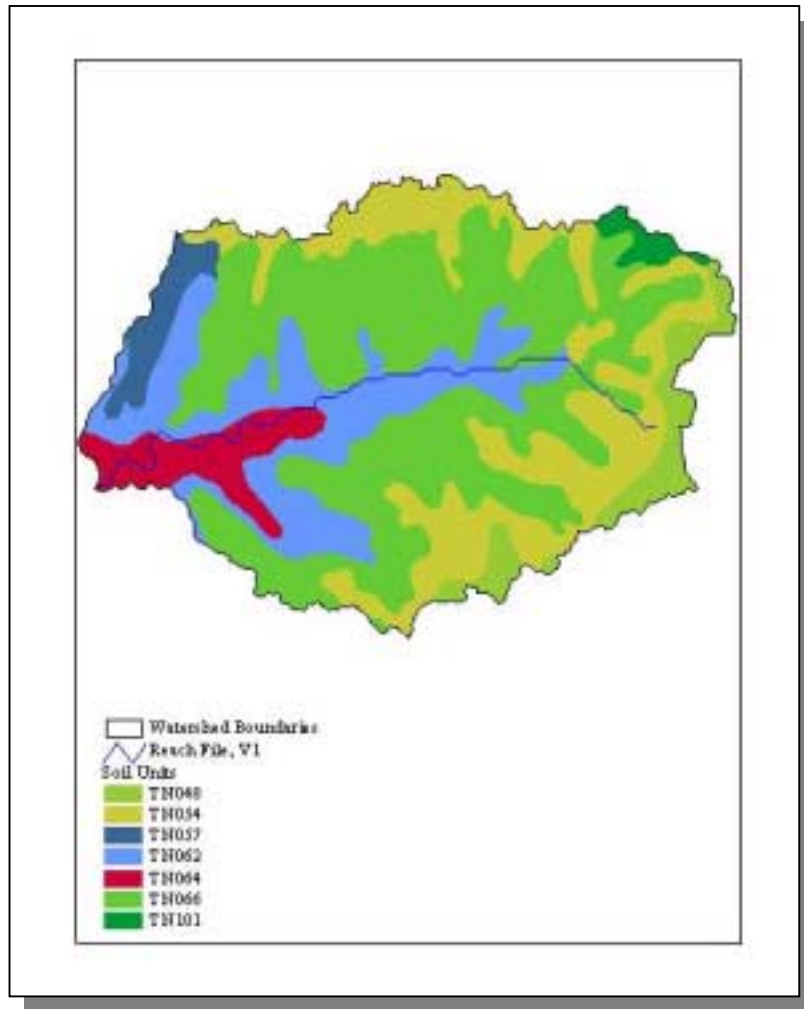 Watershed Boundaries
Reach File, V1
Soil Units
TN048
TN054
TN057
TN062
TN064
TN066
TN101